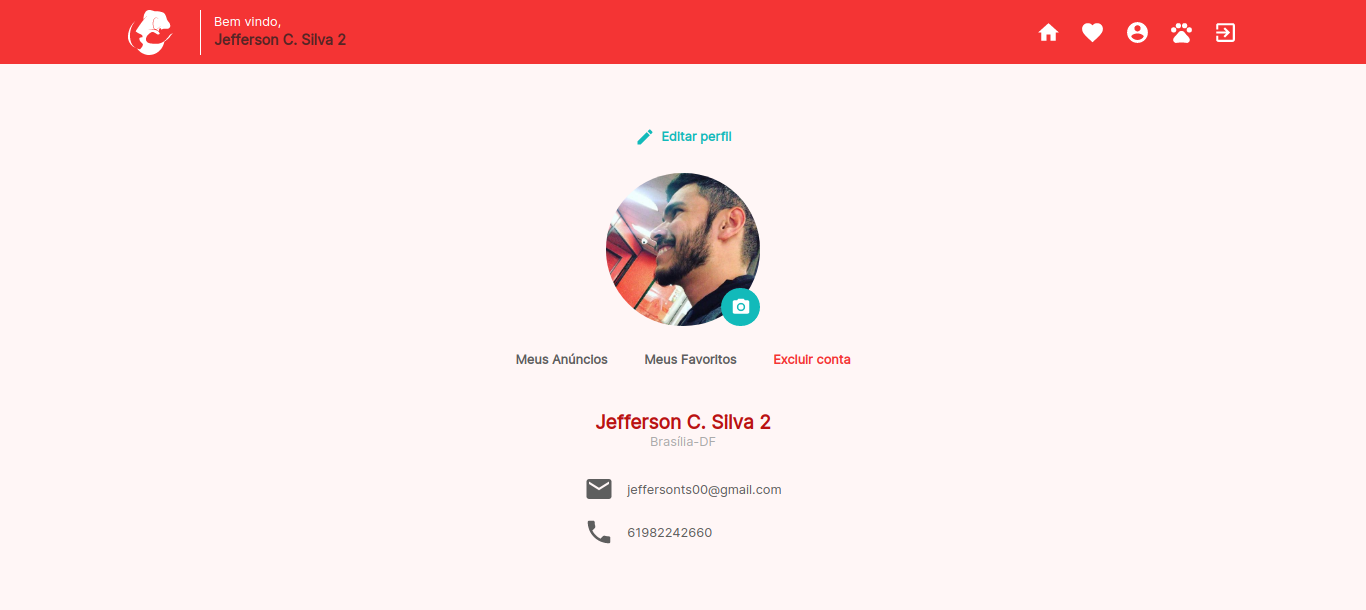 Bem vindo,
Jefferson C. Silva 2
Editar perfil
Meus Anúncios Meus Favoritos Excluir conta
Jefferson C. Silva 2
Brasília-DF
jeffersonts00@gmail.com
61982242660